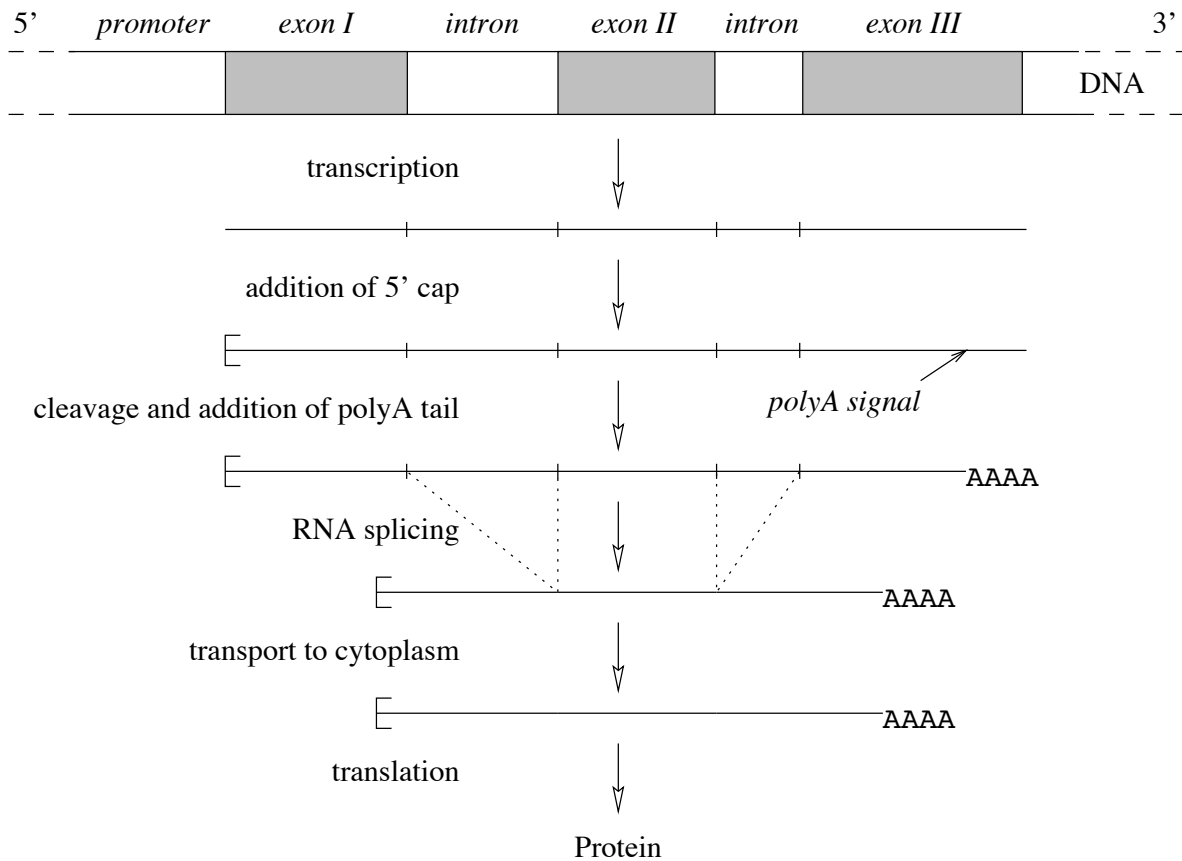 5’ promoter exon I intron exon II intron exon III 3’
DNA
transcription
addition of 5’ cap
polyA signal
cleavage and addition of polyA tail
AAAA
RNA splicing
AAAA
transport to cytoplasm
AAAA
translation
Protein